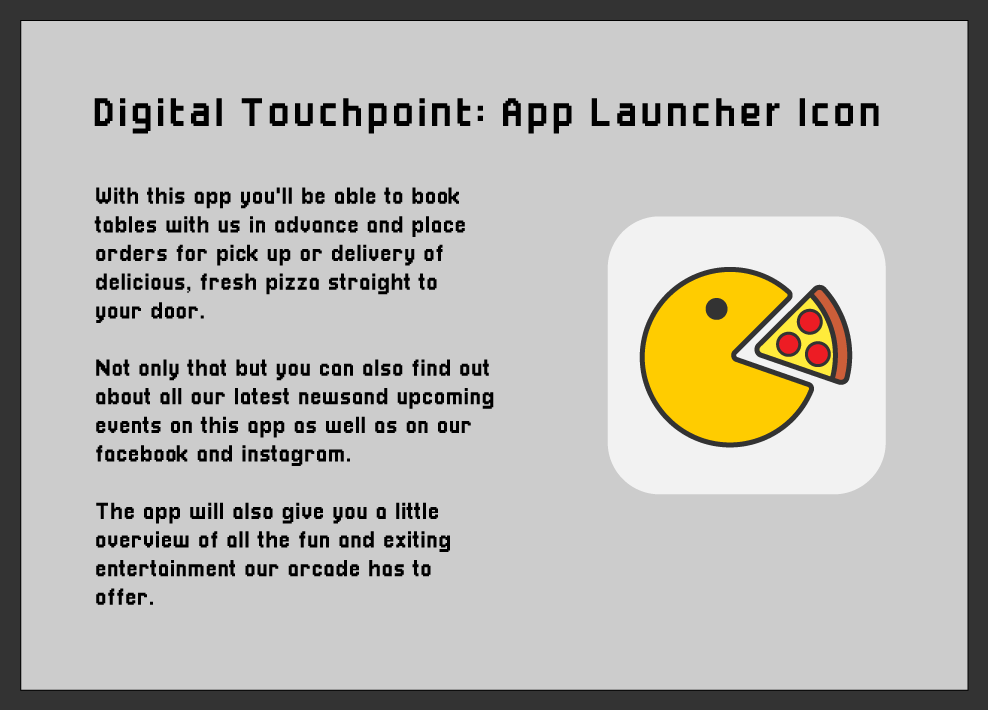 Digital Touchpoint: App Launcher Icon
With this app you'll be able to book
tables with us in advance and place
orders for pick up or delivery of
delicious, fresh pizza straight to
your door.
Not only that but you can also find out
about all our latest newsand upcoming
events on this app as well as on our
facebook and instagram.
The app will also give you a little
overview of all the fun and exiting
entertainment our arcade has to
offer.